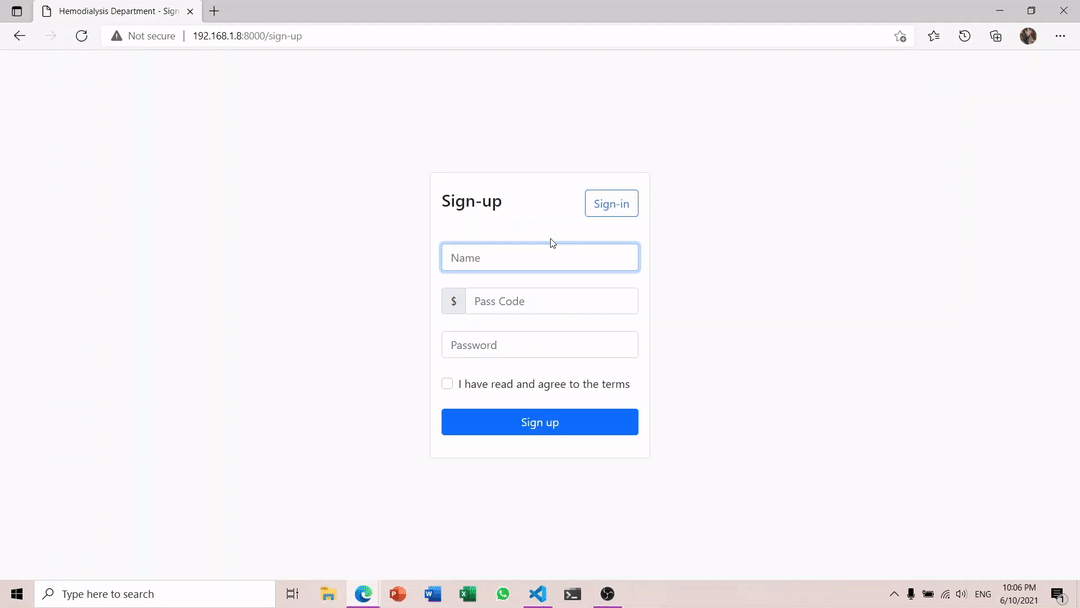 Hemodialysis Department - Sign
Not secure | 192.168.1.8:8000/sign-up
Sign-up
Sign-in
Name
$ Pass Code
Password
I have read and agree to the terms
Sign up
Type here to search
ENG
10:06 PM
6/10/2021
1